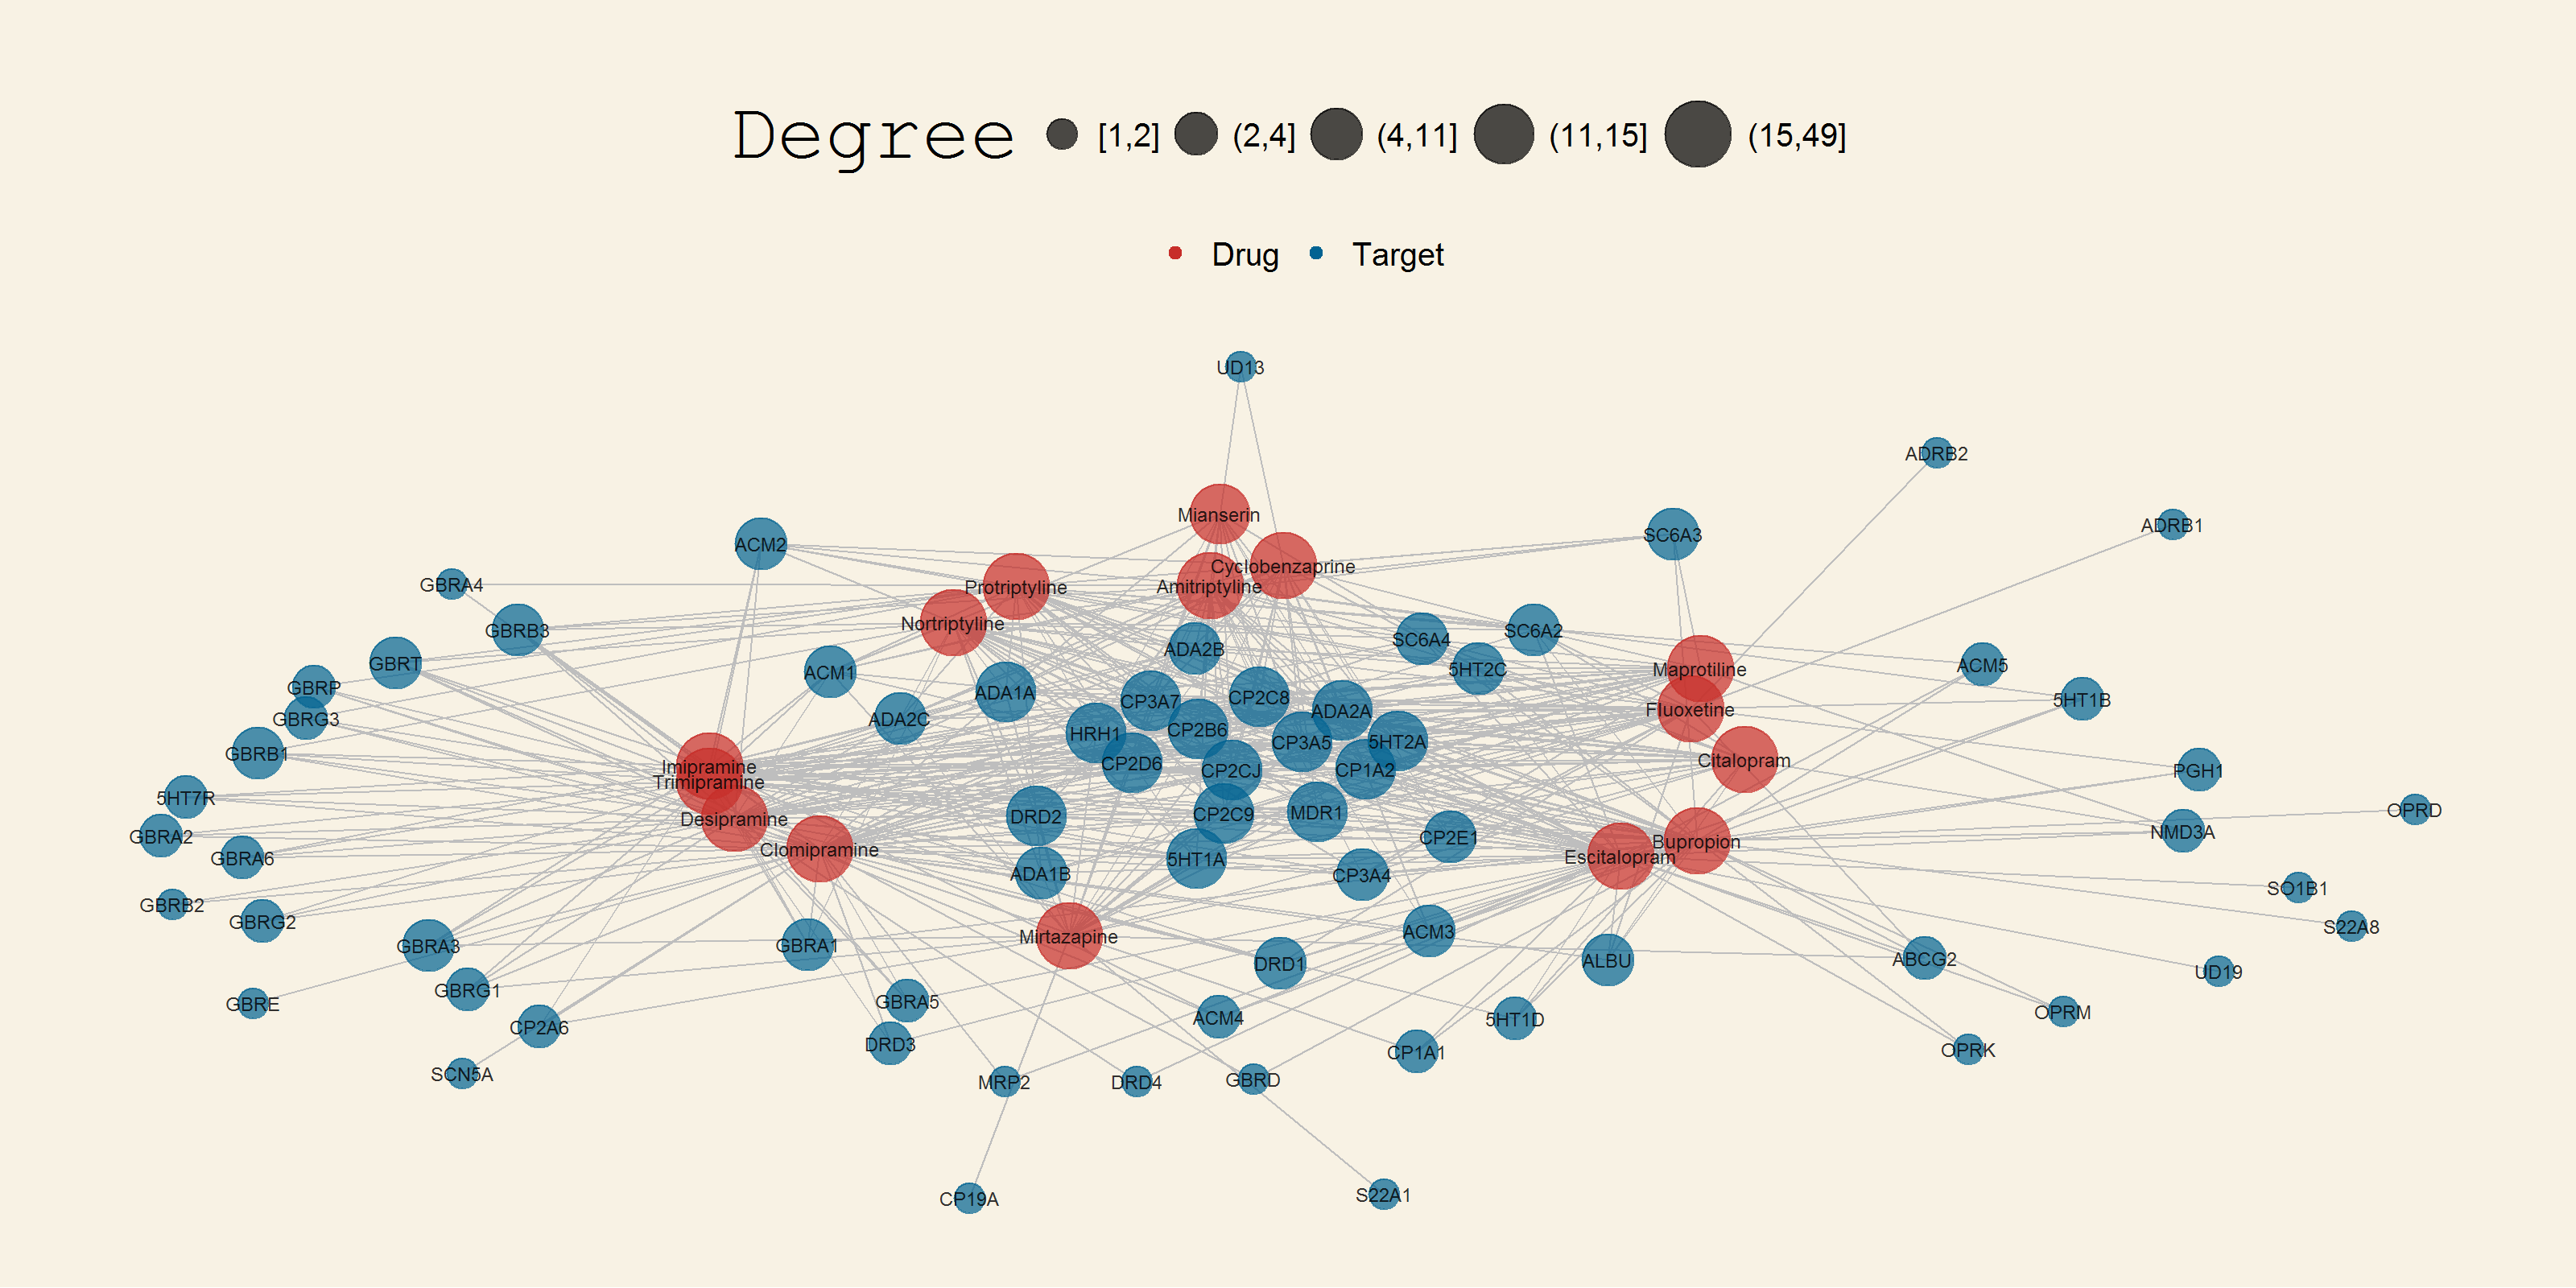 Degree [1,2] (2,4] (4,11] (11,15] (15,49]
Drug Target
UD13
ADRB2
Mianserin
ADRB1
SC6A3
ACM2
Cyclobenzaprine
GBRA4
Protriptyline
Amitriptyline
Nortriptyline
GBRB3
SC6A2
SC6A4
ADA2B
GBRT
ACM5
5HT2C
Maprotiline
ACM1
GBRP
ADA1A
CP2C8
5HT1B
CP3A7
Fluoxetine
ADA2A
GBRG3
ADA2C
CP2B6
HRH1
5HT2A
CP3A5
GBRB1
Citalopram
CP2D6
Imipramine
CP2CJ
CP1A2
PGH1
Trimipramine
5HT7R
OPRD
MDR1
CP2C9
DRD2
Desipramine
NMD3A
GBRA2
CP2E1
Bupropion
Clomipramine
Escitalopram
GBRA6
5HT1A
ADA1B
CP3A4
SO1B1
GBRB2
GBRG2
S22A8
ACM3
Mirtazapine
GBRA3
GBRA1
ABCG2
ALBU
DRD1
UD19
GBRG1
GBRA5
GBRE
OPRM
ACM4
5HT1D
CP2A6
DRD3
OPRK
CP1A1
SCN5A
GBRD
MRP2
DRD4
S22A1
CP19A